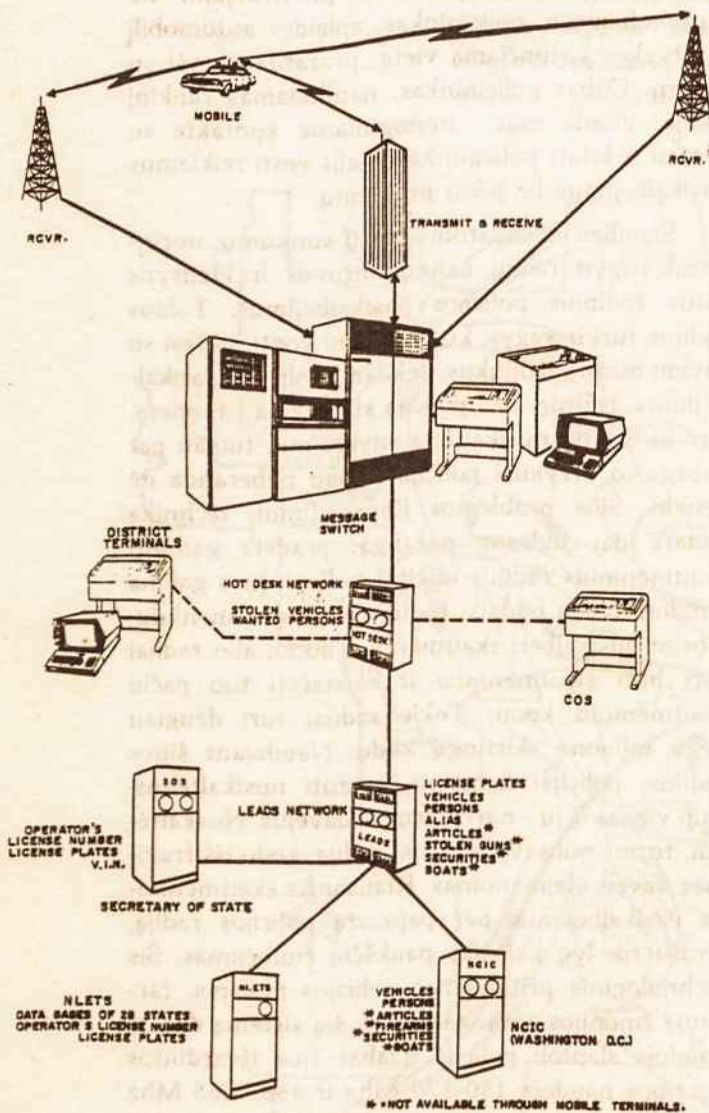 MOBILE
RCVR.
RCVR.
TRANSMIT & RECEIVE
MESSAGE
SWITCH
DISTRICT
TERMINALS
HOT DESK NETWORK
STOLEN VEHICLES
WANTED PERSONS
HOT DESK
COS
SOS
OPERATOR'S
LICENSE NUMBER
LICENSE PLATES
V.I.N.
SECRETARY OF STATE
LEADS NETWORK
LEADS
LICENSE PLATES
VEHICLES
PERSONS
ALIAS
ARTICLES*
STOLEN GUNS*
SECURITIES*
BOATS*
NLETS
NLETS
DATA BASES OF 28 STATES
OPERATOR'S LICENSE NUMBER
LICENSE PLATES
NCIC
VEHICLES
PERSONS
*ARTICLES
*FIREARMS
*SECURITIES
*BOATS
NCIC
(WASHINGTON D.C.)
* =NOT AVAILABLE THROUGH MOBILE TERMINALS.